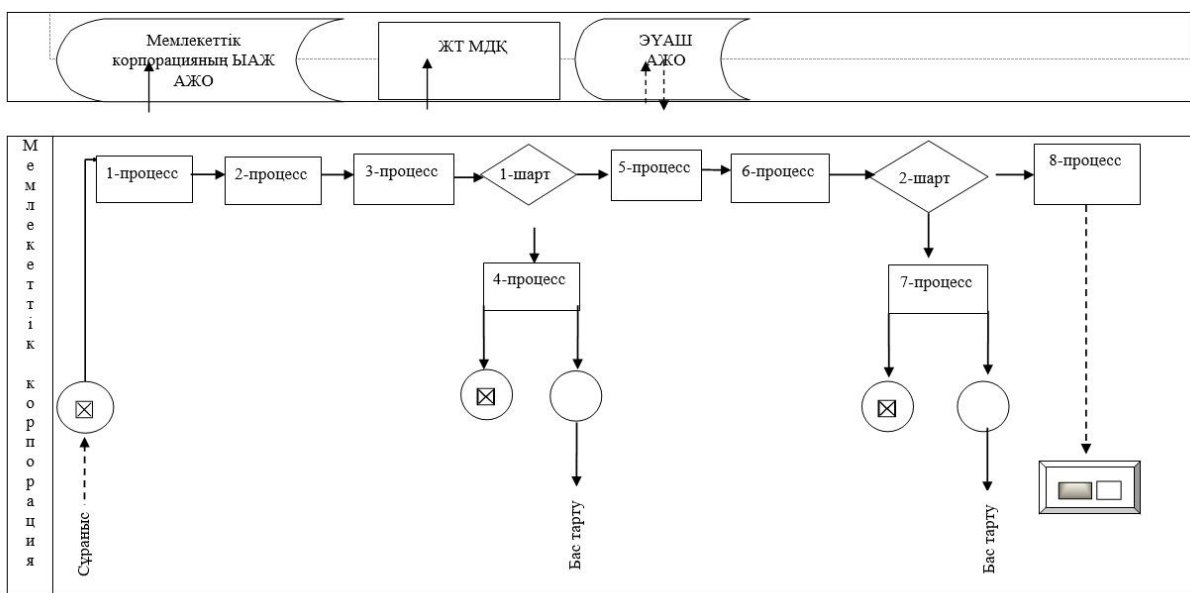 Мемлекеттік
корпорацияның ЫАЖ
АЖО
ЖТ МДҚ
ЭҮАШ
АЖО
Мемлекеттік корпорация
1-процесс
2-процесс
3-процесс
1-шарт
5-процесс
6-процесс
2-шарт
8-процесс
4-процесс
7-процесс
Сұраныс
Бас тарту
Бас тарту